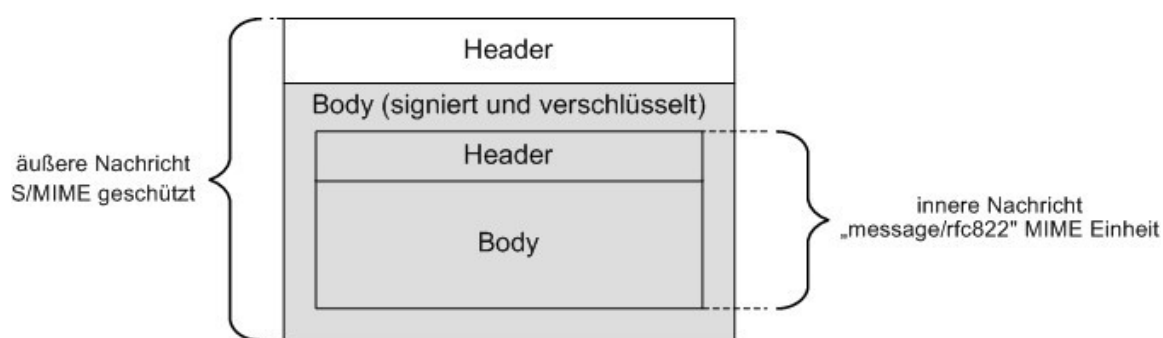 Header
Body (signiert und verschlüsselt)
Header
Body
äußere Nachricht
S/MIME geschützt
innere Nachricht
„message/rfc822" MIME Einheit